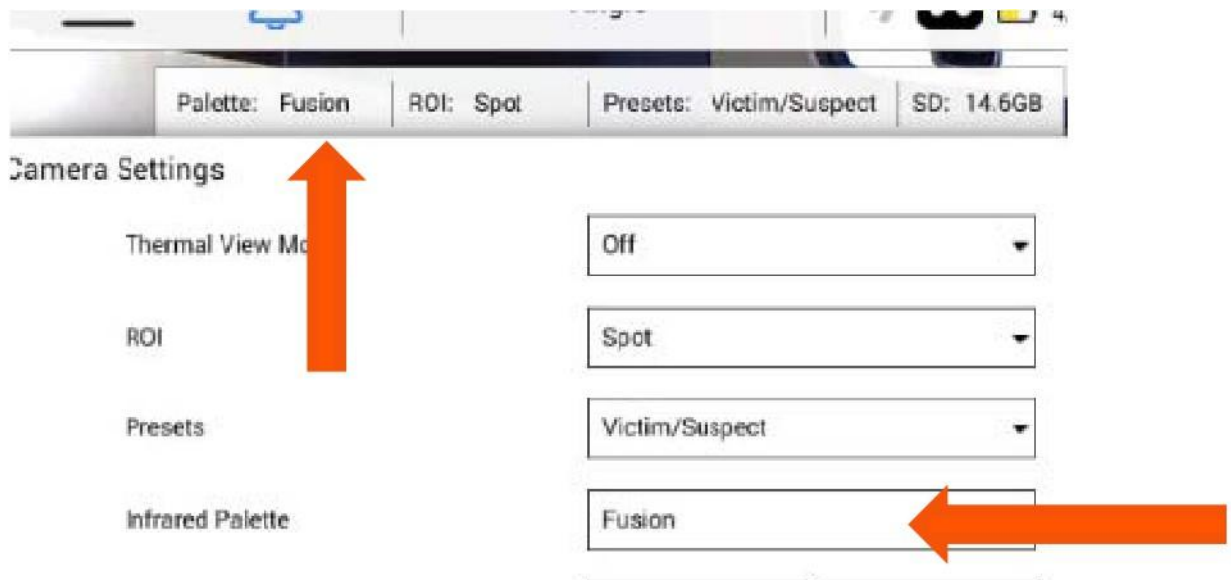 Palette: Fusion ROI: Spot Presets: Victim/Suspect SD: 14.6GB
Camera Settings
Thermal View Off
ROI Spot
Presets Victim/Suspect
Infrared Palette Fusion